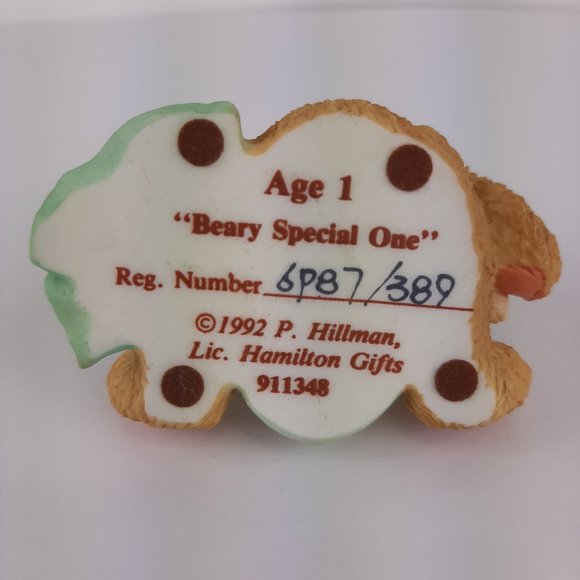 Age 1
"Beary Special One"
Reg. Number 6P87/389
©1992 P. Hillman,
Lic. Hamilton Gifts
911348